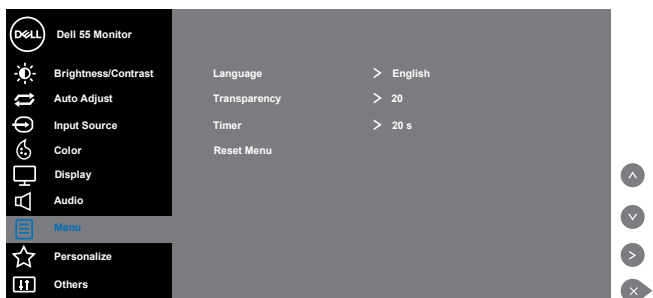 DELL Dell 55 Monitor
Brightness/Contrast Language > English
Auto Adjust Transparency > 20
Input Source Timer > 20 s
Color Reset Menu
Display
Audio
Menu
Personalize
Others